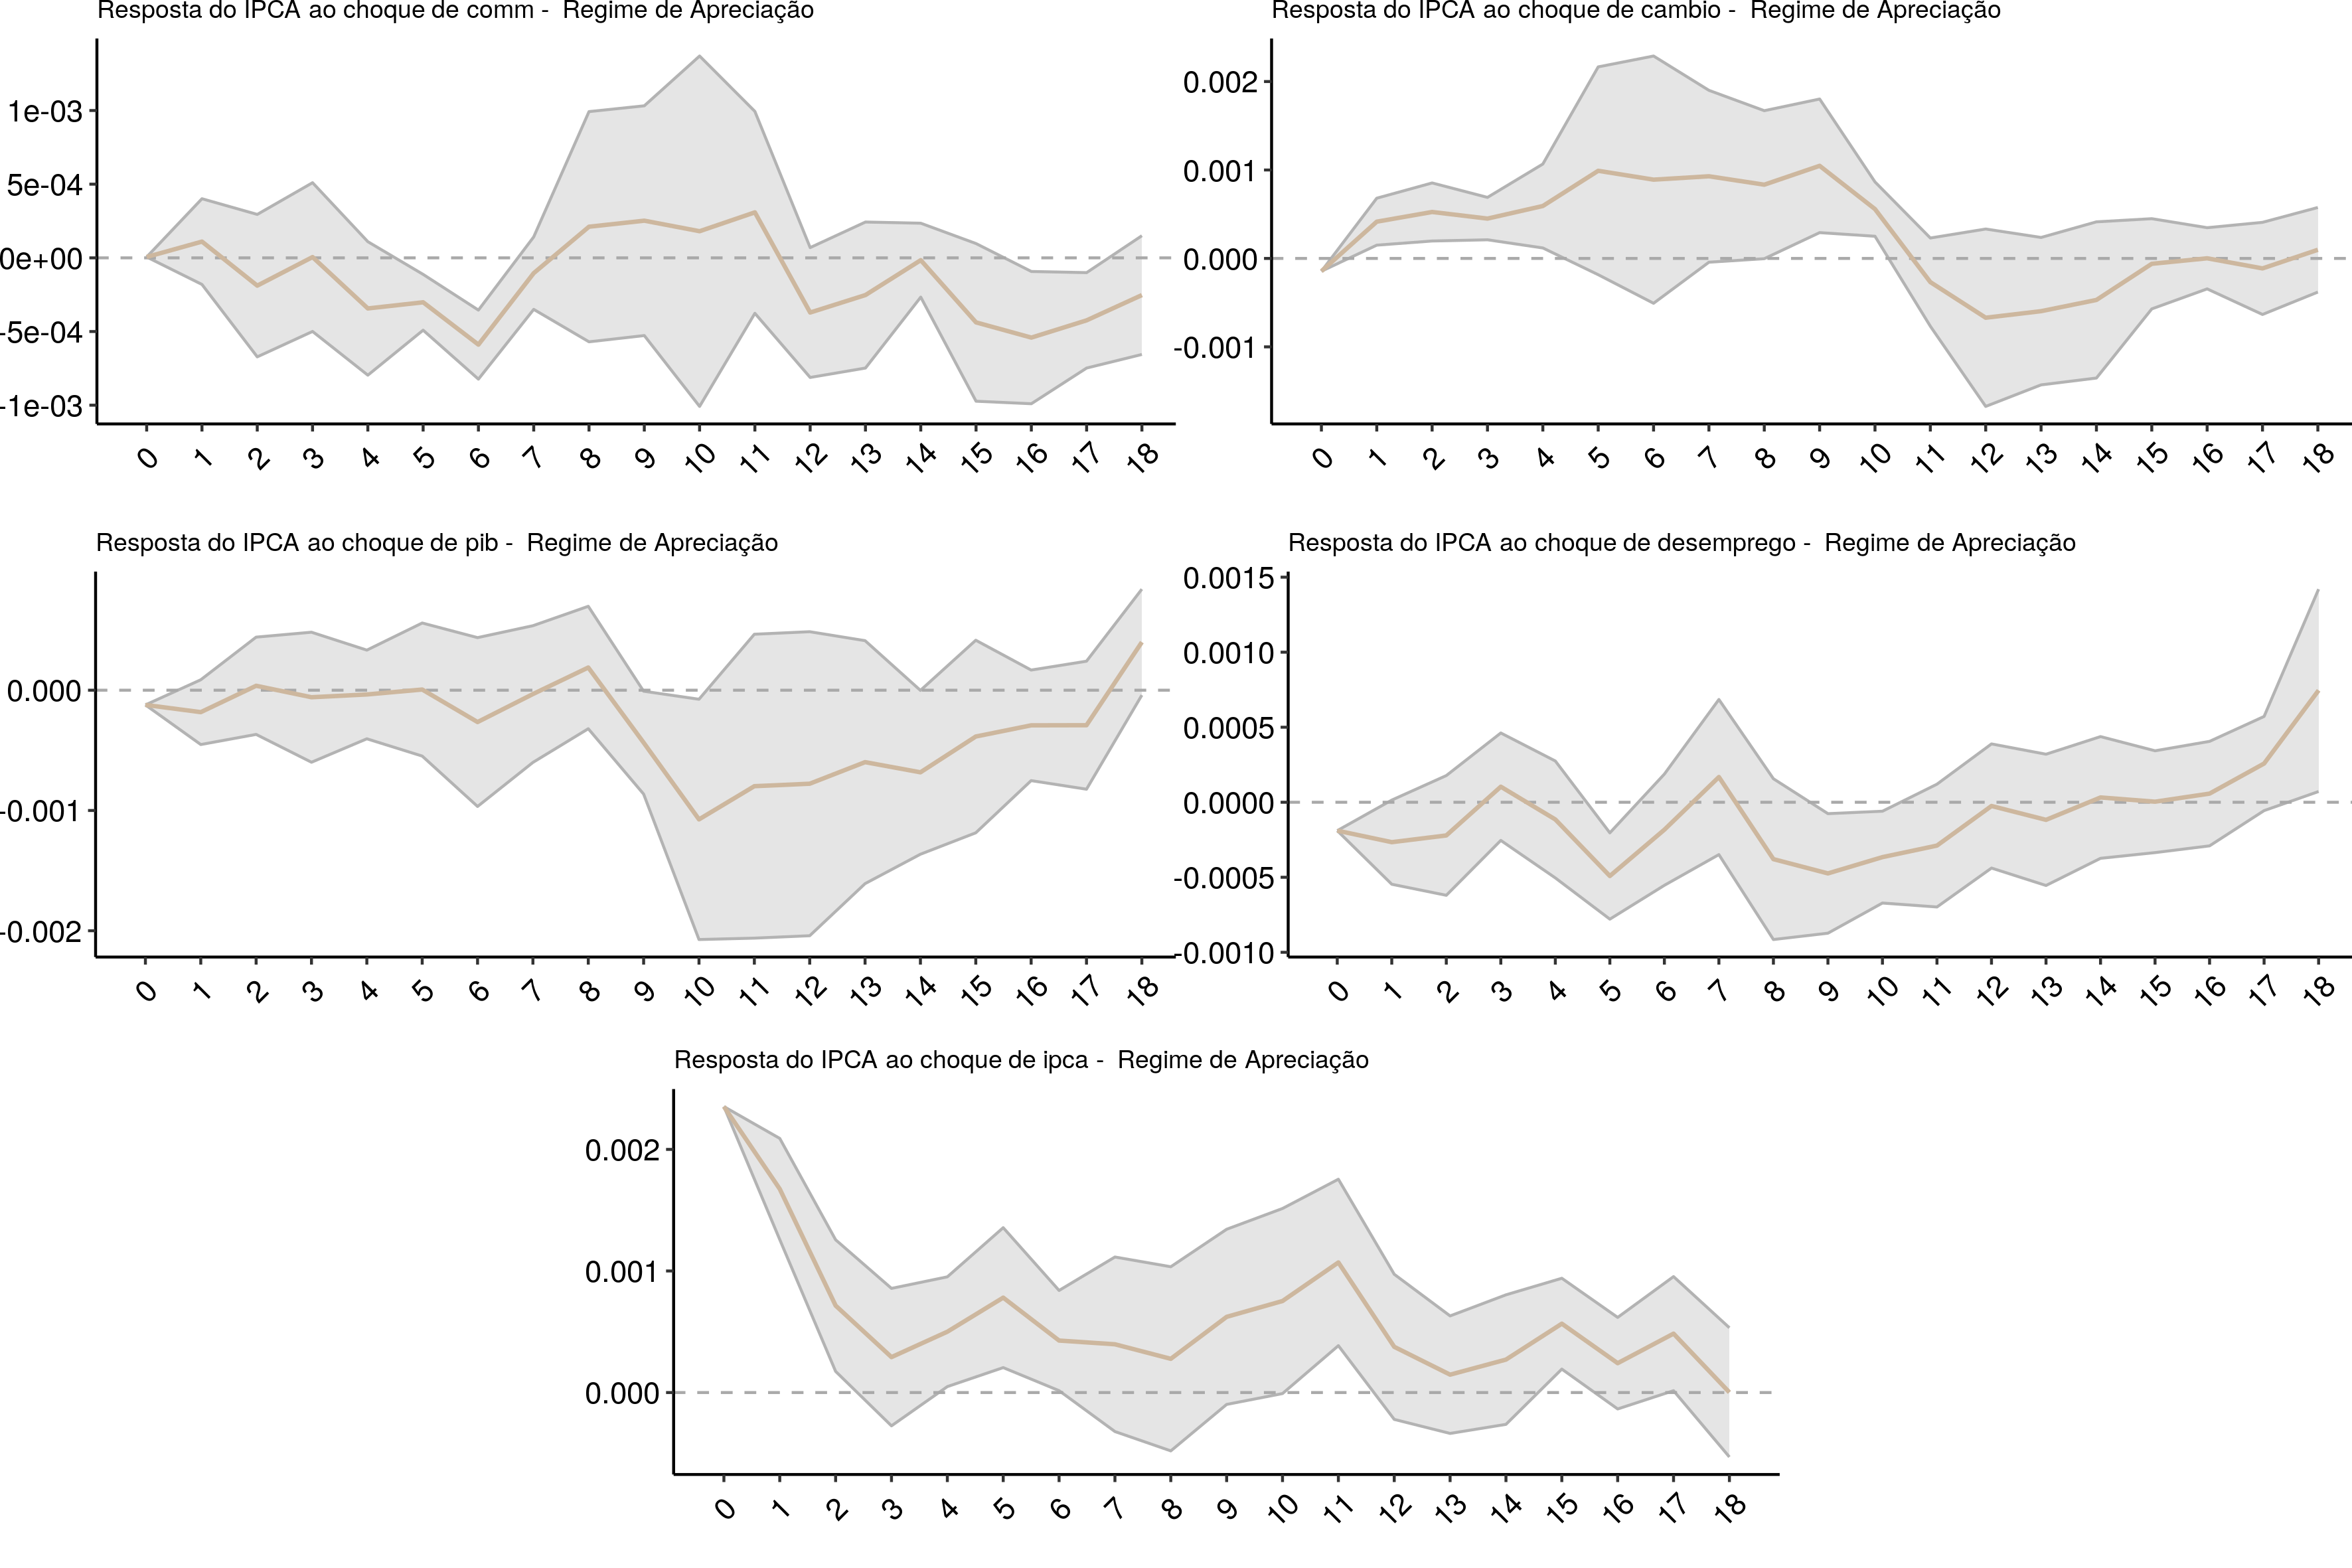 Resposta do IPCA ao choque de comm - Regime de Apreciação
1e-03
5e-04
0e+00
-5e-04
-1e-03
0 1 2 3 4 5 6 7 8 9 10 11 12 13 14 15 16 17 18
Resposta do IPCA ao choque de cambio - Regime de Apreciação
0.002
0.001
0.000
-0.001
0 1 2 3 4 5 6 7 8 9 10 11 12 13 14 15 16 17 18
Resposta do IPCA ao choque de pib - Regime de Apreciação
0.000
-0.001
-0.002
0 1 2 3 4 5 6 7 8 9 10 11 12 13 14 15 16 17 18
Resposta do IPCA ao choque de desemprego - Regime de Apreciação
0.0015
0.0010
0.0005
0.0000
-0.0005
-0.0010
0 1 2 3 4 5 6 7 8 9 10 11 12 13 14 15 16 17 18
Resposta do IPCA ao choque de ipca - Regime de Apreciação
0.002
0.001
0.000
0 1 2 3 4 5 6 7 8 9 10 11 12 13 14 15 16 17 18